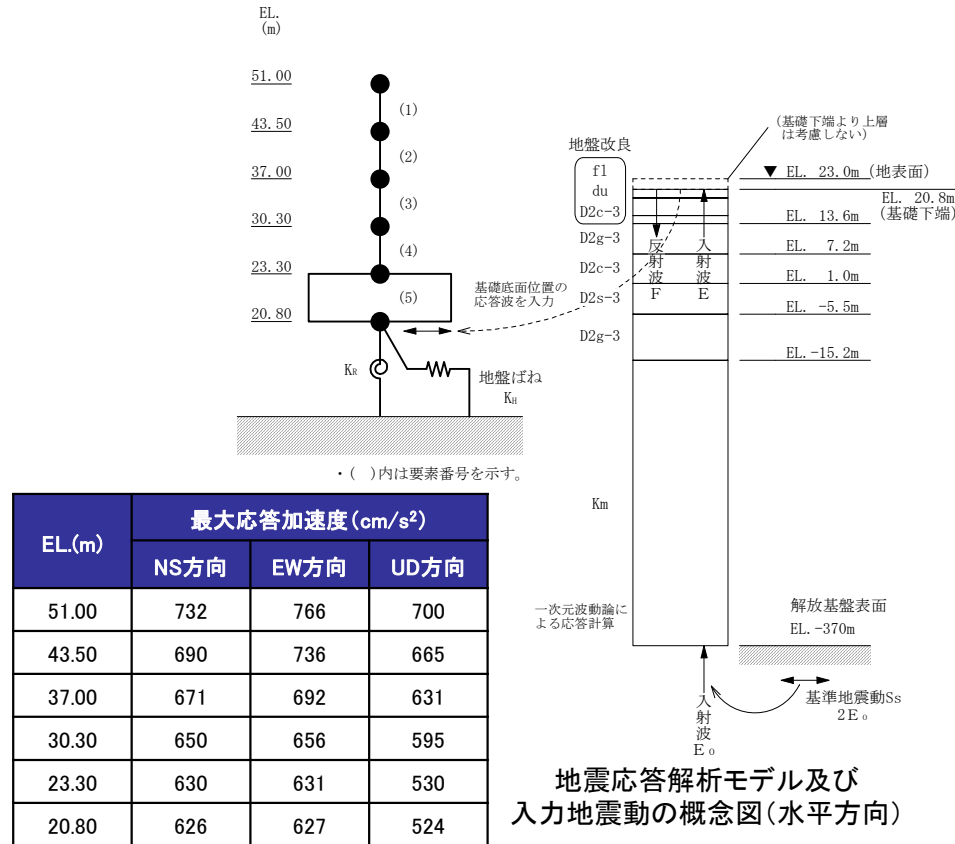 EL.
(m)
51.00
43.50
37.00
30.30
23.30
20.80
(1)
(2)
(3)
(4)
(5)
基礎底面位置の
応答波を入力
KR
地盤ばね
KH
・( )内は要素番号を示す。
地盤改良
fl
du
D2c-3
D2g-3
D2c-3
D2s-3
D2g-3
Km
反射波F
入射波E
(基礎下端より上層
は考慮しない)
▼ EL. 23.0m (地表面)
EL. 20.8m
(基礎下端)
EL. 13.6m
EL. 7.2m
EL. 1.0m
EL. -5.5m
EL.-15.2m
一次元波動論に
よる応答計算
解放基盤表面
EL.-370m
基準地震動Ss
2E₀
入射波E₀
地震応答解析モデル及び
入力地震動の概念図(水平方向)
EL.(m) 最大応答加速度(cm/s²)
NS方向 EW方向 UD方向
51.00 732 766 700
43.50 690 736 665
37.00 671 692 631
30.30 650 656 595
23.30 630 631 530
20.80 626 627 524